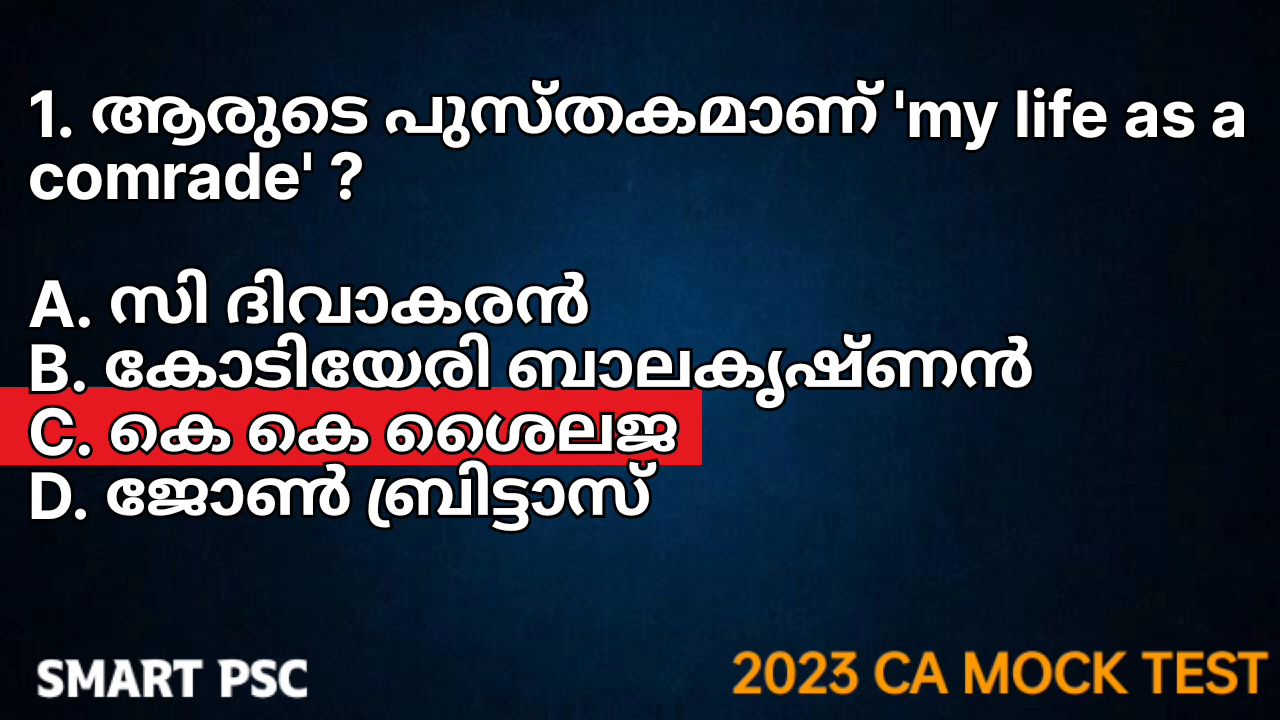 1. ആരുടെ പുസ്തകമാണ് 'my life as a
comrade' ?
A. സി ദിവാകരൻ
B. കോടിയേരി ബാലകൃഷ്ണൻ
C. കെ കെ ശൈലജ
D. ജോൺ ബ്രിട്ടാസ്
SMART PSC
2023 CA MOCK TEST